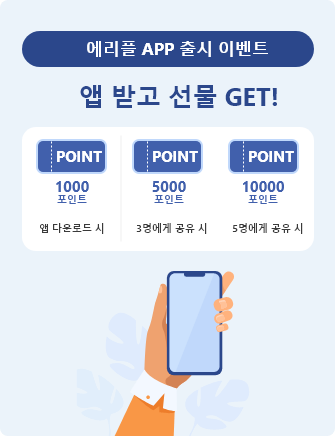 에리플 APP 출시 이벤트
앱 받고 선물 GET!
POINT POINT POINT
1000 5000 10000
포인트 포인트 포인트
앱 다운로드 시 3명에게 공유 시 5명에게 공유 시